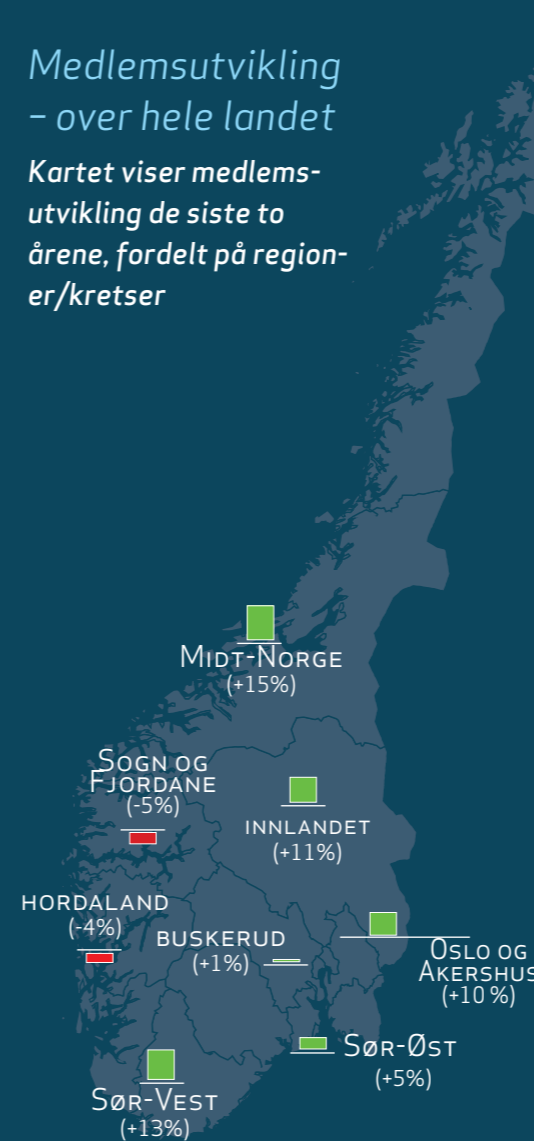 Medlemsutvikling
– over hele landet
Kartet viser medlems-
utvikling de siste to
årene, fordelt på region-
er/kretser
Midt-Norge
(+15%)
Sogn og
Fjordane
(-5%)
innlandet
(+11%)
hordaland
(-4%)
buskerud
(+1%)
Oslo og
Akershus
(+10 %)
Sør-Øst
(+5%)
Sør-Vest
(+13%)